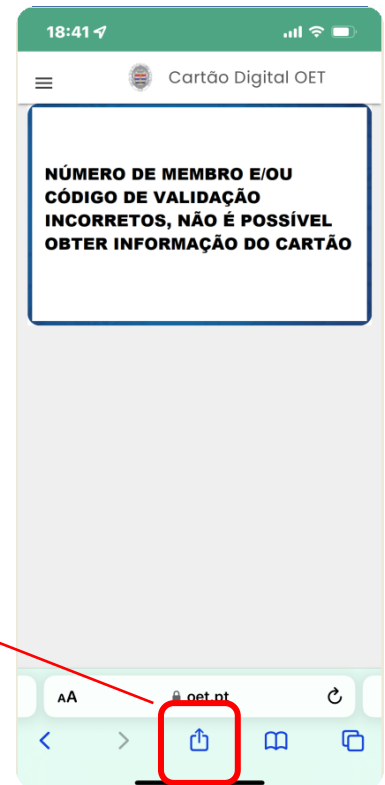 18:41
Cartão Digital OET
NÚMERO DE MEMBRO E/OU
CÓDIGO DE VALIDAÇÃO
INCORRETOS, NÃO É POSSÍVEL
OBTER INFORMAÇÃO DO CARTÃO
AA oet.pt